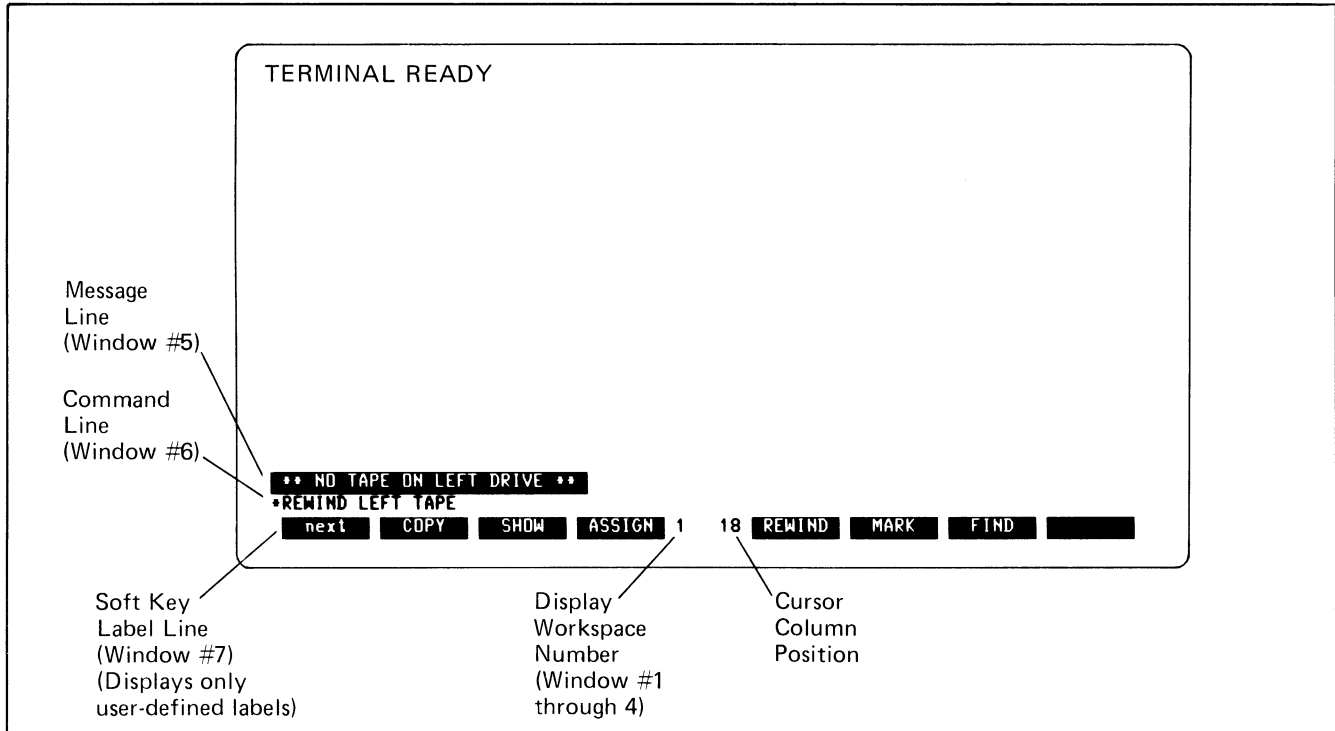 TERMINAL READY
Message
Line
(Window #5)
Command
Line
(Window #6)
** NO TAPE ON LEFT DRIVE **
*REWIND LEFT TAPE
next COPY SHOW ASSIGN 1 18 REWIND MARK FIND
Soft Key
Label Line
(Window #7)
(Displays only
user-defined labels)
Display
Workspace
Number
(Window #1
through 4)
Cursor
Column
Position